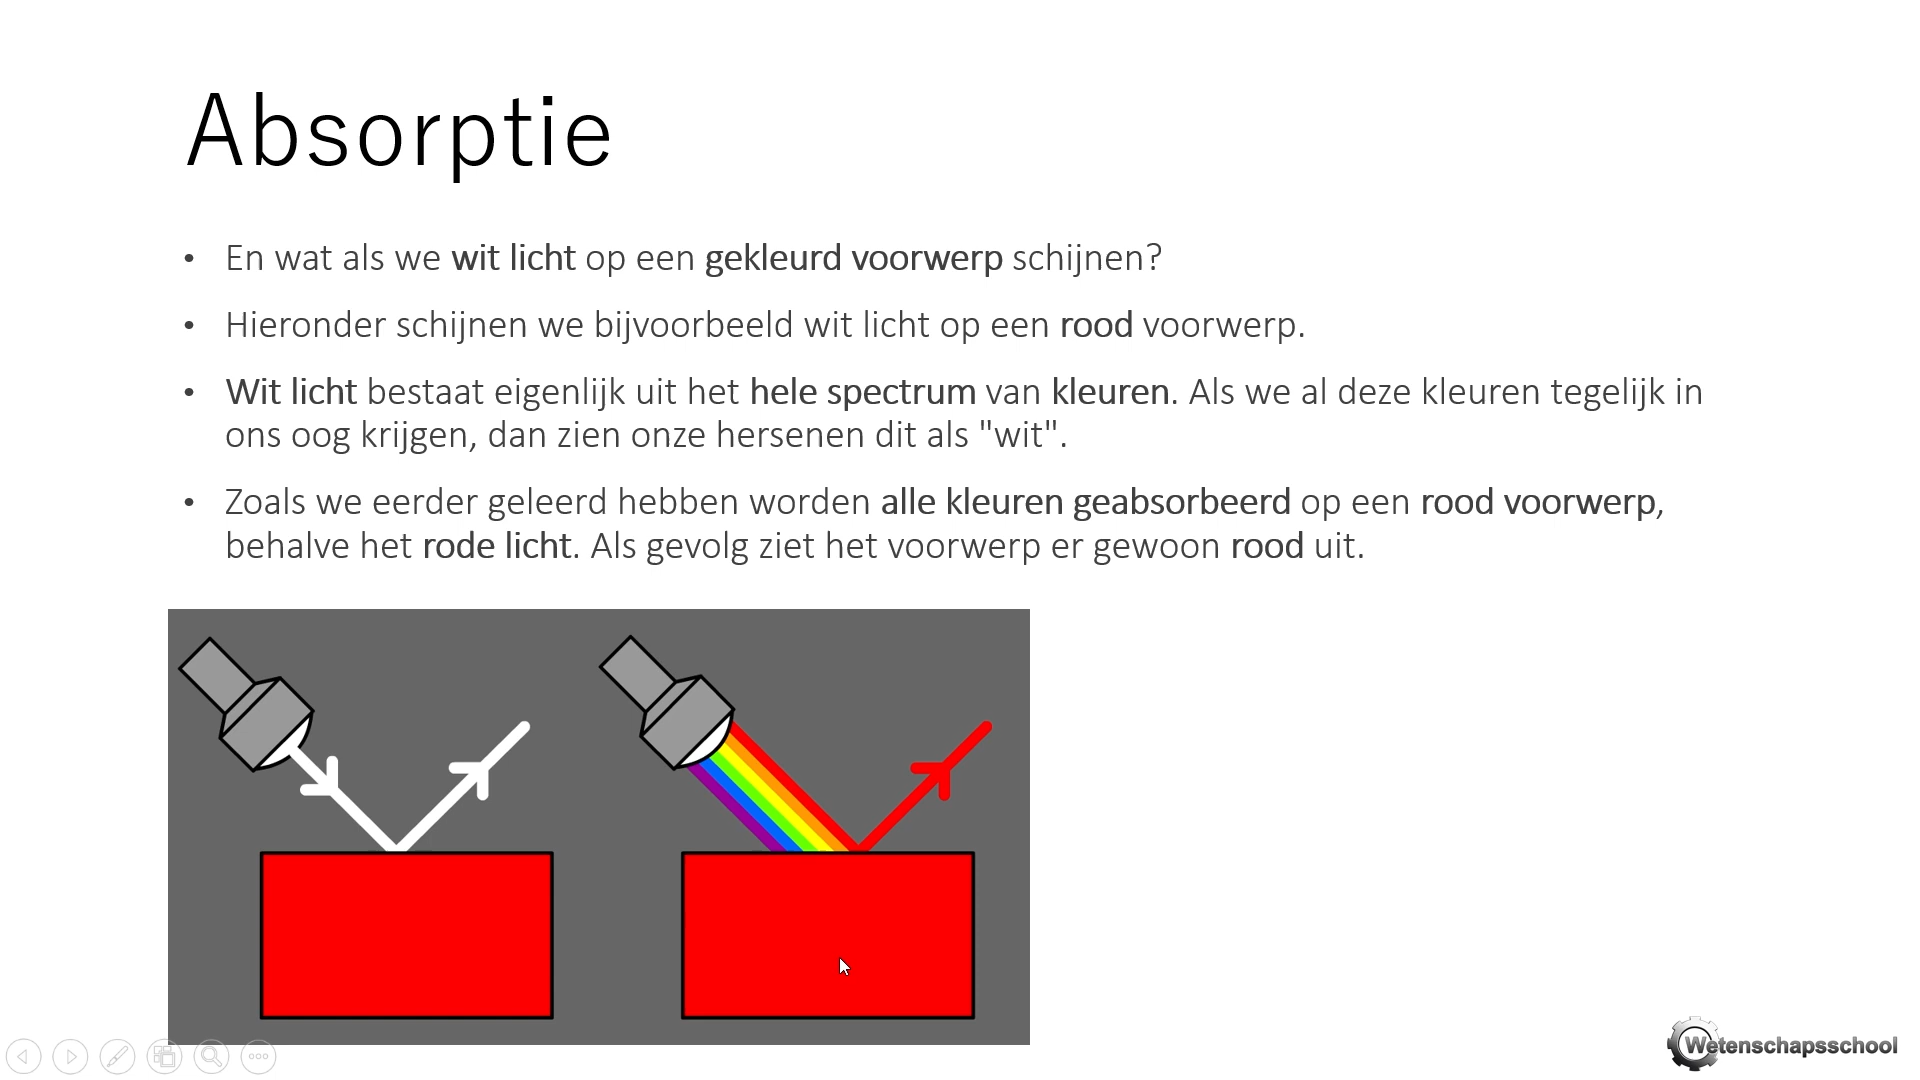 Absorptie
• En wat als we wit licht op een gekleurd voorwerp schijnen?
• Hieronder schijnen we bijvoorbeeld wit licht op een rood voorwerp.
• Wit licht bestaat eigenlijk uit het hele spectrum van kleuren. Als we al deze kleuren tegelijk in
ons oog krijgen, dan zien onze hersenen dit als "wit".
• Zoals we eerder geleerd hebben worden alle kleuren geabsorbeerd op een rood voorwerp,
behalve het rode licht. Als gevolg ziet het voorwerp er gewoon rood uit.
Wetenschapsschool